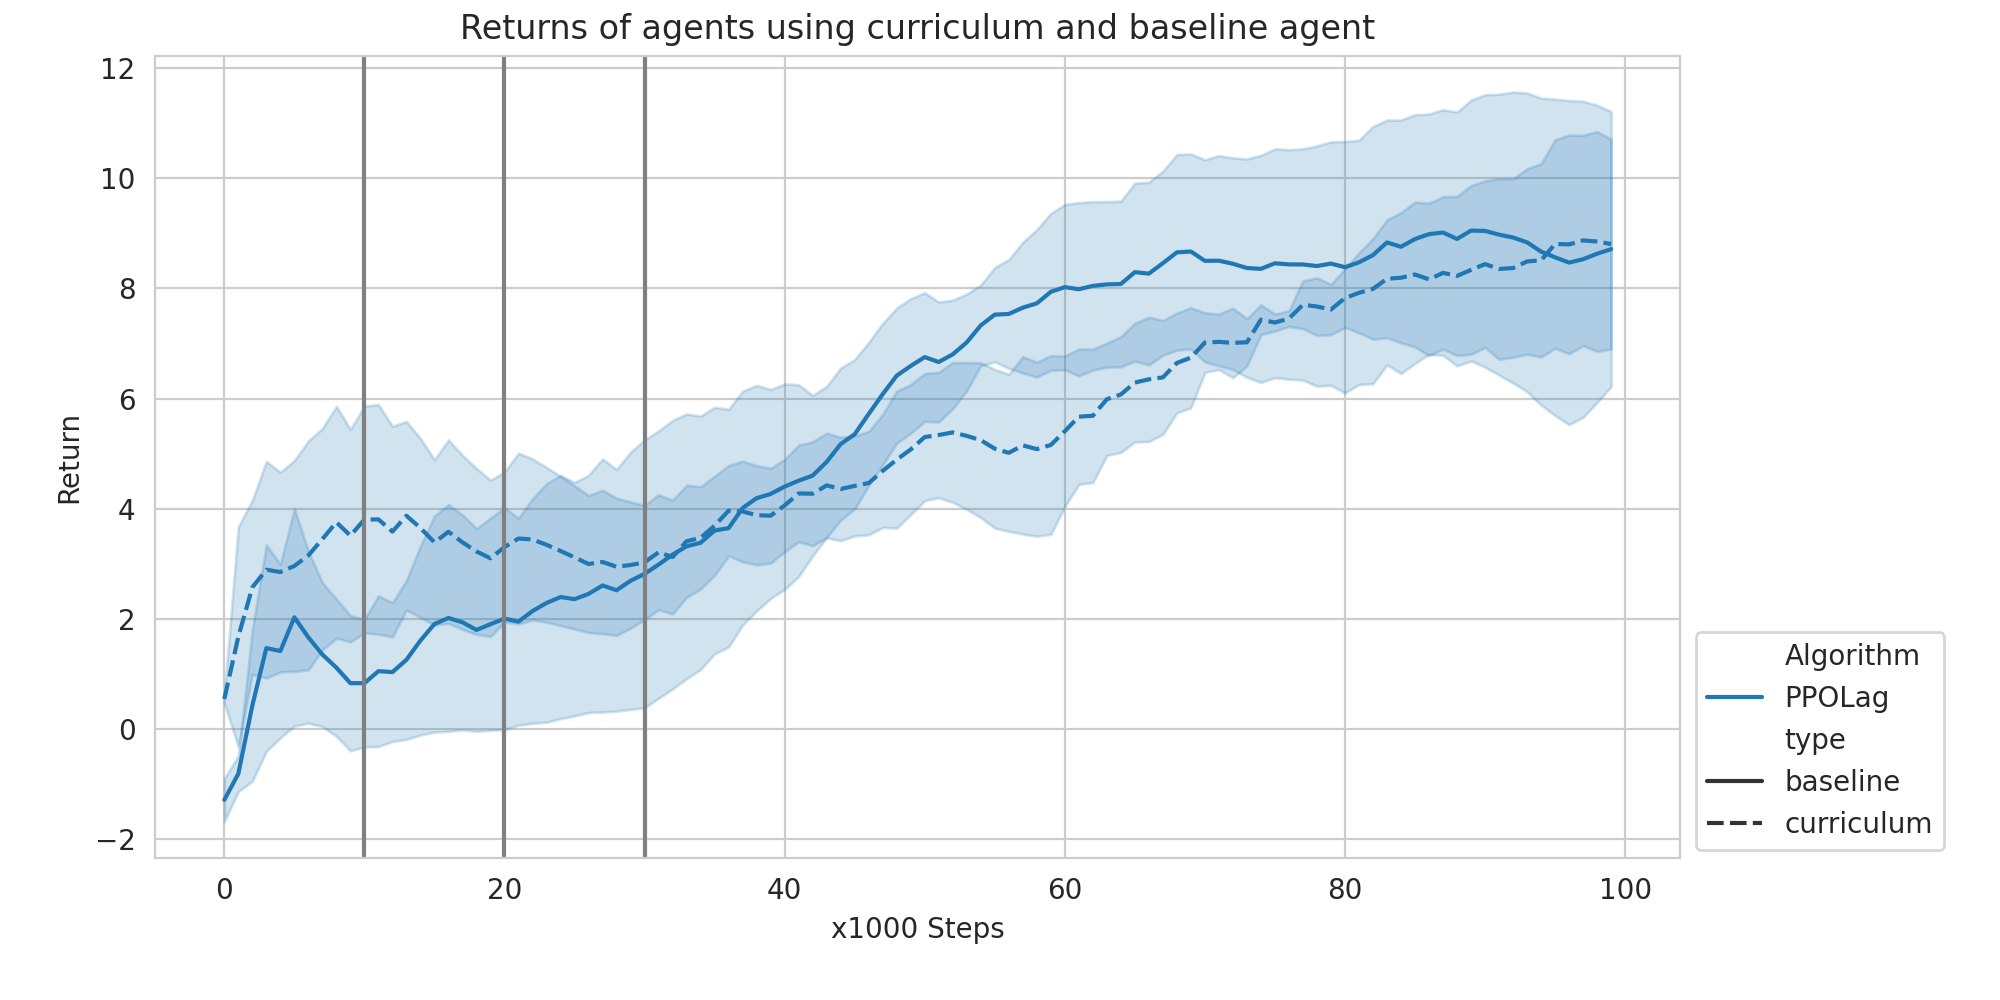 Returns of agents using curriculum and baseline agent
12
10
8
6
4
2
0
−2
Return
0 20 40 60 80 100
x1000 Steps
Algorithm
PPOLag
type
baseline
curriculum